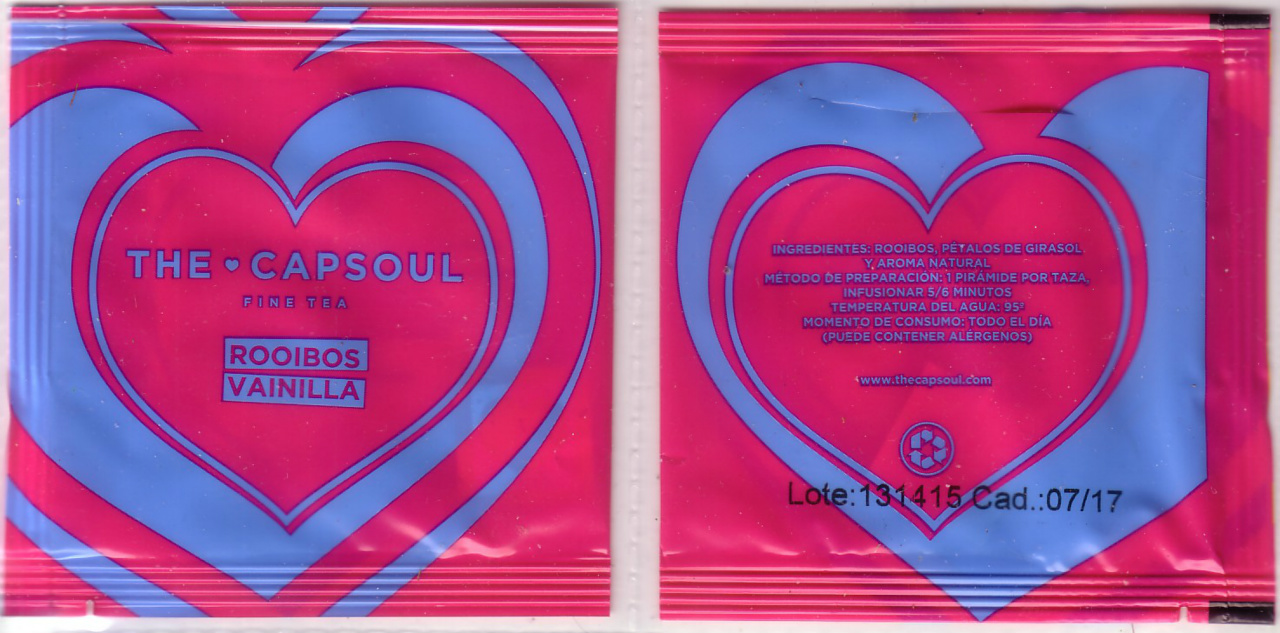 THE ♥ CAPSOUL
FINE TEA
ROOIBOS
VAINILLA
INGREDIENTES: ROOIBOS, PÉTALOS DE GIRASOL
Y AROMA NATURAL
MÉTODO DE PREPARACIÓN: 1 PIRÁMIDE POR TAZA,
INFUSIONAR 5/6 MINUTOS
TEMPERATURA DEL AGUA: 95º
MOMENTO DE CONSUMO: TODO EL DÍA
(PUEDE CONTENER ALÉRGENOS)
www.thecapsoul.com
Lote:131415 Cad.:07/17